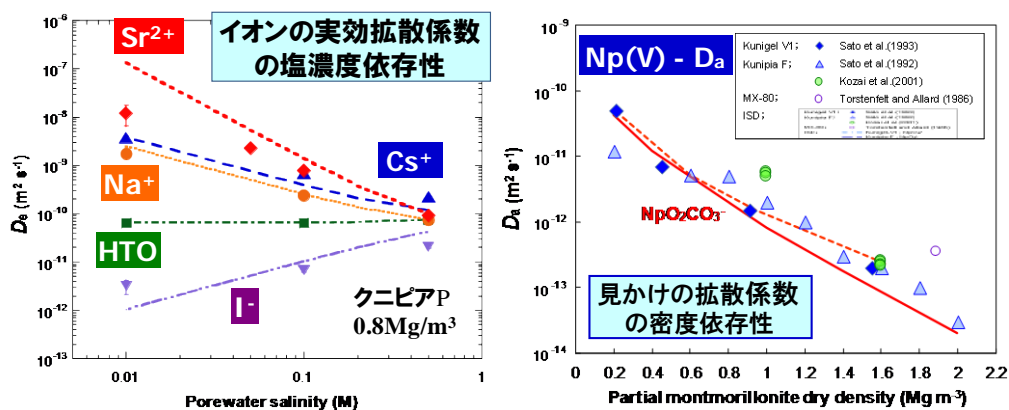 イオンの実効拡散係数
の塩濃度依存性
Sr2+
Cs+
Na+
HTO
I-
クニピアP
0.8Mg/m3
De (m2 s-1)
10-6
10-7
10-8
10-9
10-10
10-11
10-12
10-13
0.01
0.1
1
Porewater salinity (M)
Np(V) - Da
Kunigel V1; Sato et al.(1993)
Kunipia F; Sato et al.(1992)
Kozai et al.(2001)
MX-80; Torstenfelt and Allard (1986)
ISD;
NpO2CO3-
見かけの拡散係数
の密度依存性
Da (m2 s-1)
10-9
10-10
10-11
10-12
10-13
10-14
0 0.2 0.4 0.6 0.8 1 1.2 1.4 1.6 1.8 2 2.2
Partial montmorillonite dry density (Mg m-3)